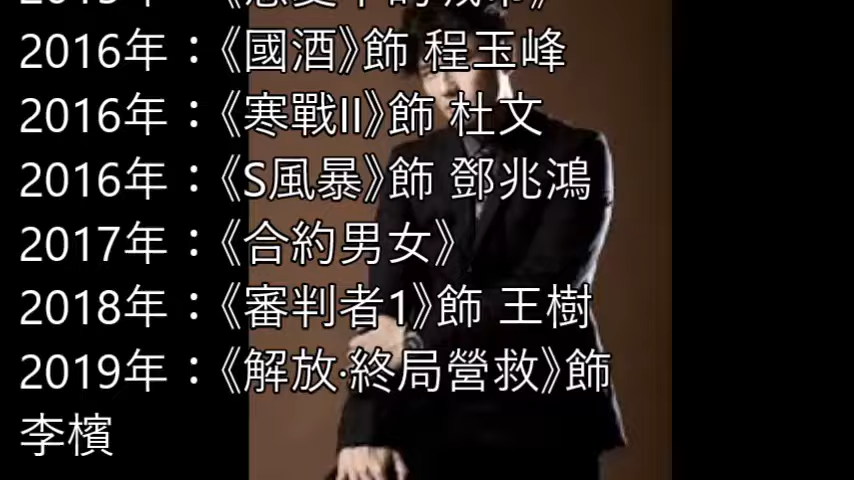 2016年：《國酒》飾 程玉峰
2016年：《寒戰II》飾 杜文
2016年：《S風暴》飾 鄧兆鴻
2017年：《合約男女》
2018年：《審判者1》飾 王樹
2019年：《解放·終局營救》飾
李檳